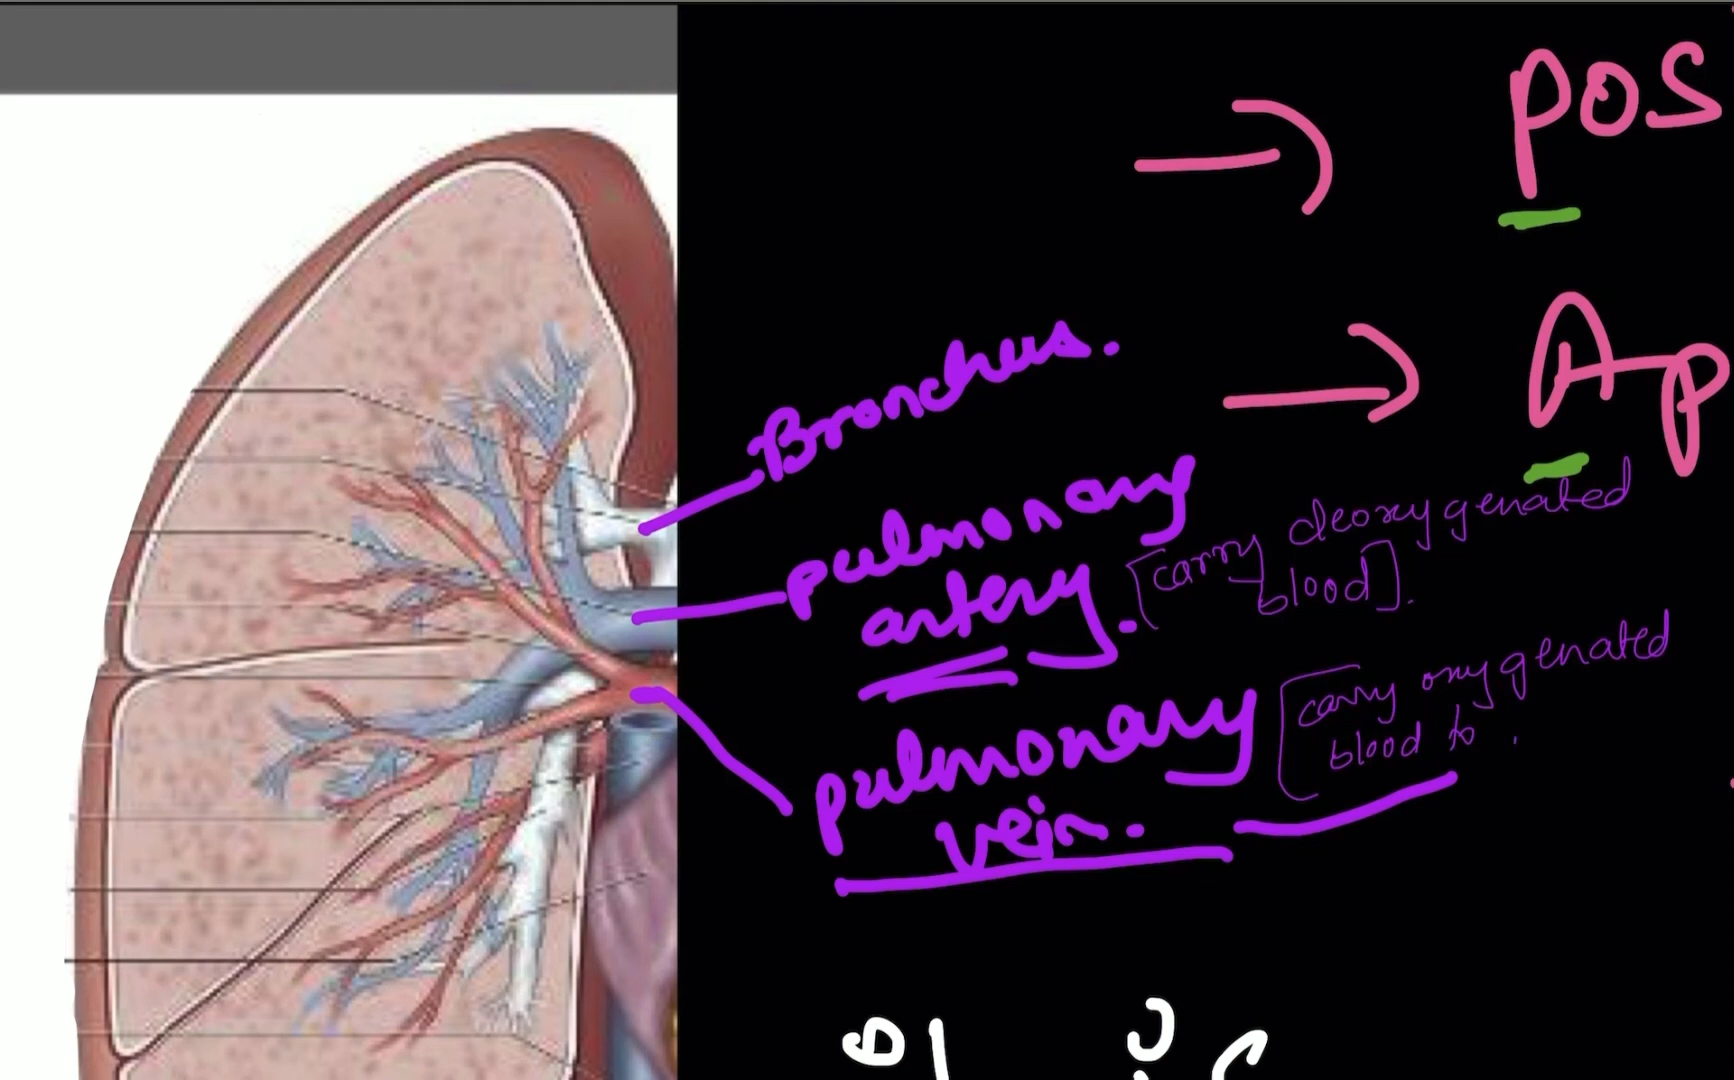 pos
Ap
Bronchus.
pulmonary
artery. [carry deoxygenated
blood].
pulmonary [carry oxygenated
vein. blood to .